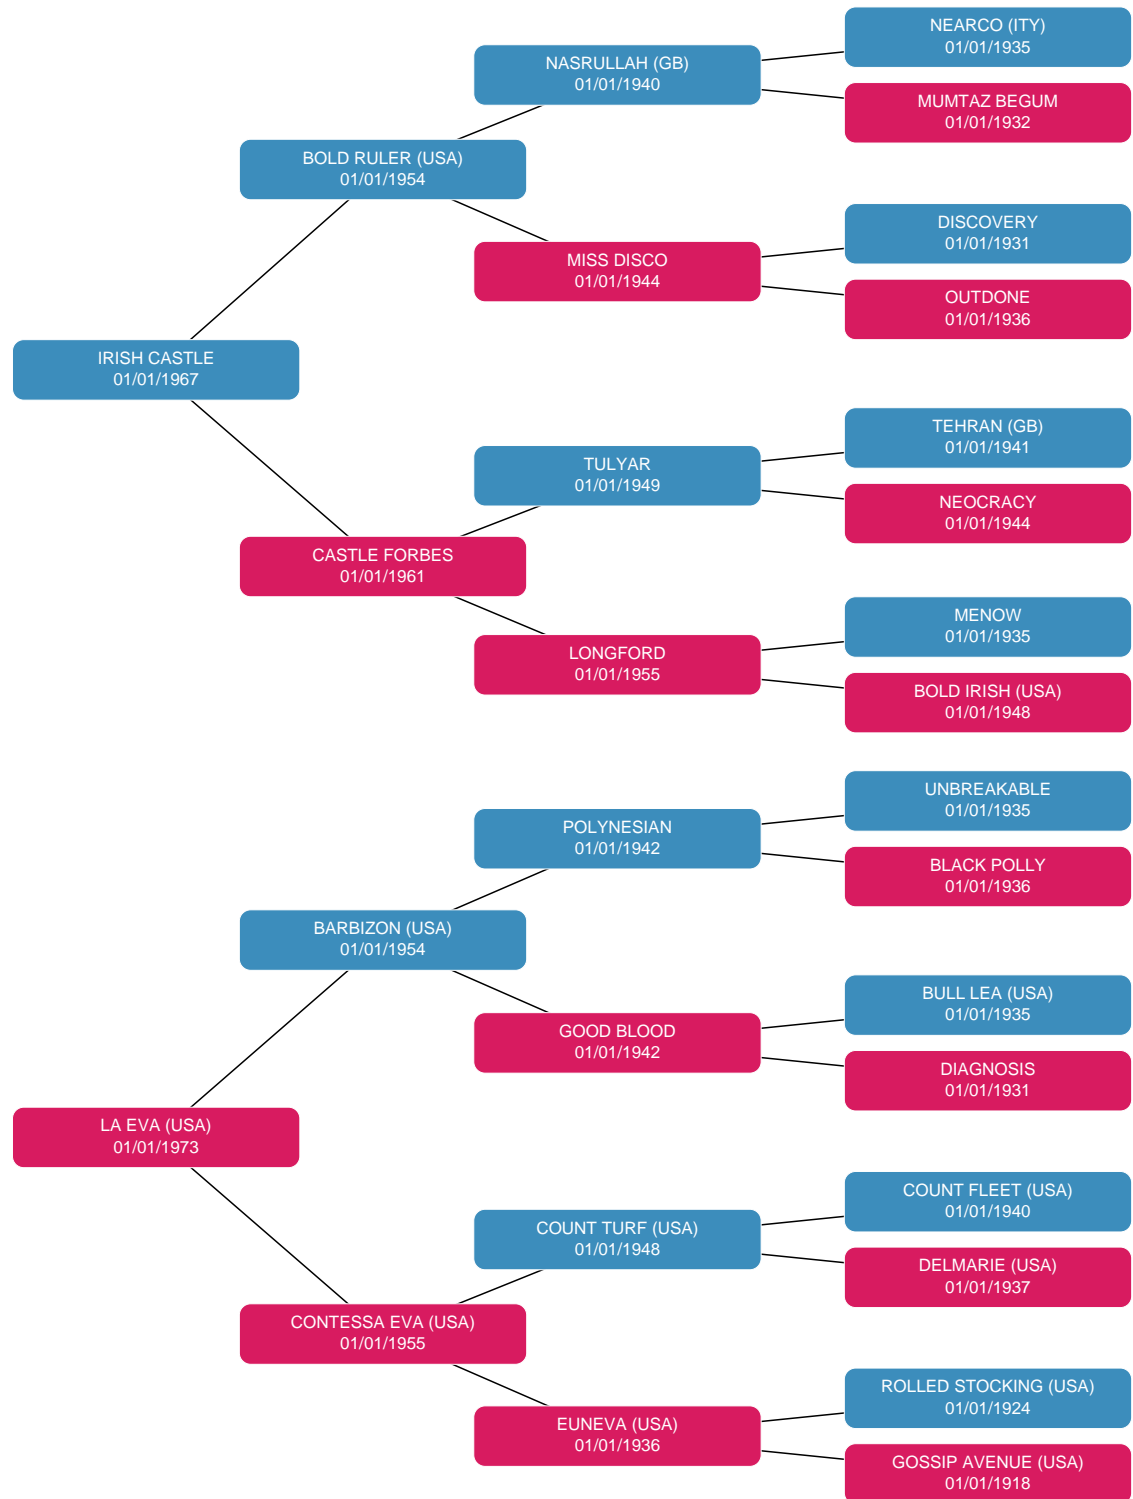 NEARCO (ITY)
01/01/1935
NASRULLAH (GB)
01/01/1940
MUMTAZ BEGUM
01/01/1932
BOLD RULER (USA)
01/01/1954
DISCOVERY
01/01/1931
MISS DISCO
01/01/1944
OUTDONE
01/01/1936
IRISH CASTLE
01/01/1967
TEHRAN (GB)
01/01/1941
TULYAR
01/01/1949
NEOCRACY
01/01/1944
CASTLE FORBES
01/01/1961
MENOW
01/01/1935
LONGFORD
01/01/1955
BOLD IRISH (USA)
01/01/1948
UNBREAKABLE
01/01/1935
POLYNESIAN
01/01/1942
BLACK POLLY
01/01/1936
BARBIZON (USA)
01/01/1954
BULL LEA (USA)
01/01/1935
GOOD BLOOD
01/01/1942
DIAGNOSIS
01/01/1931
LA EVA (USA)
01/01/1973
COUNT FLEET (USA)
01/01/1940
COUNT TURF (USA)
01/01/1948
DELMARIE (USA)
01/01/1937
CONTESSA EVA (USA)
01/01/1955
ROLLED STOCKING (USA)
01/01/1924
EUNEVA (USA)
01/01/1936
GOSSIP AVENUE (USA)
01/01/1918